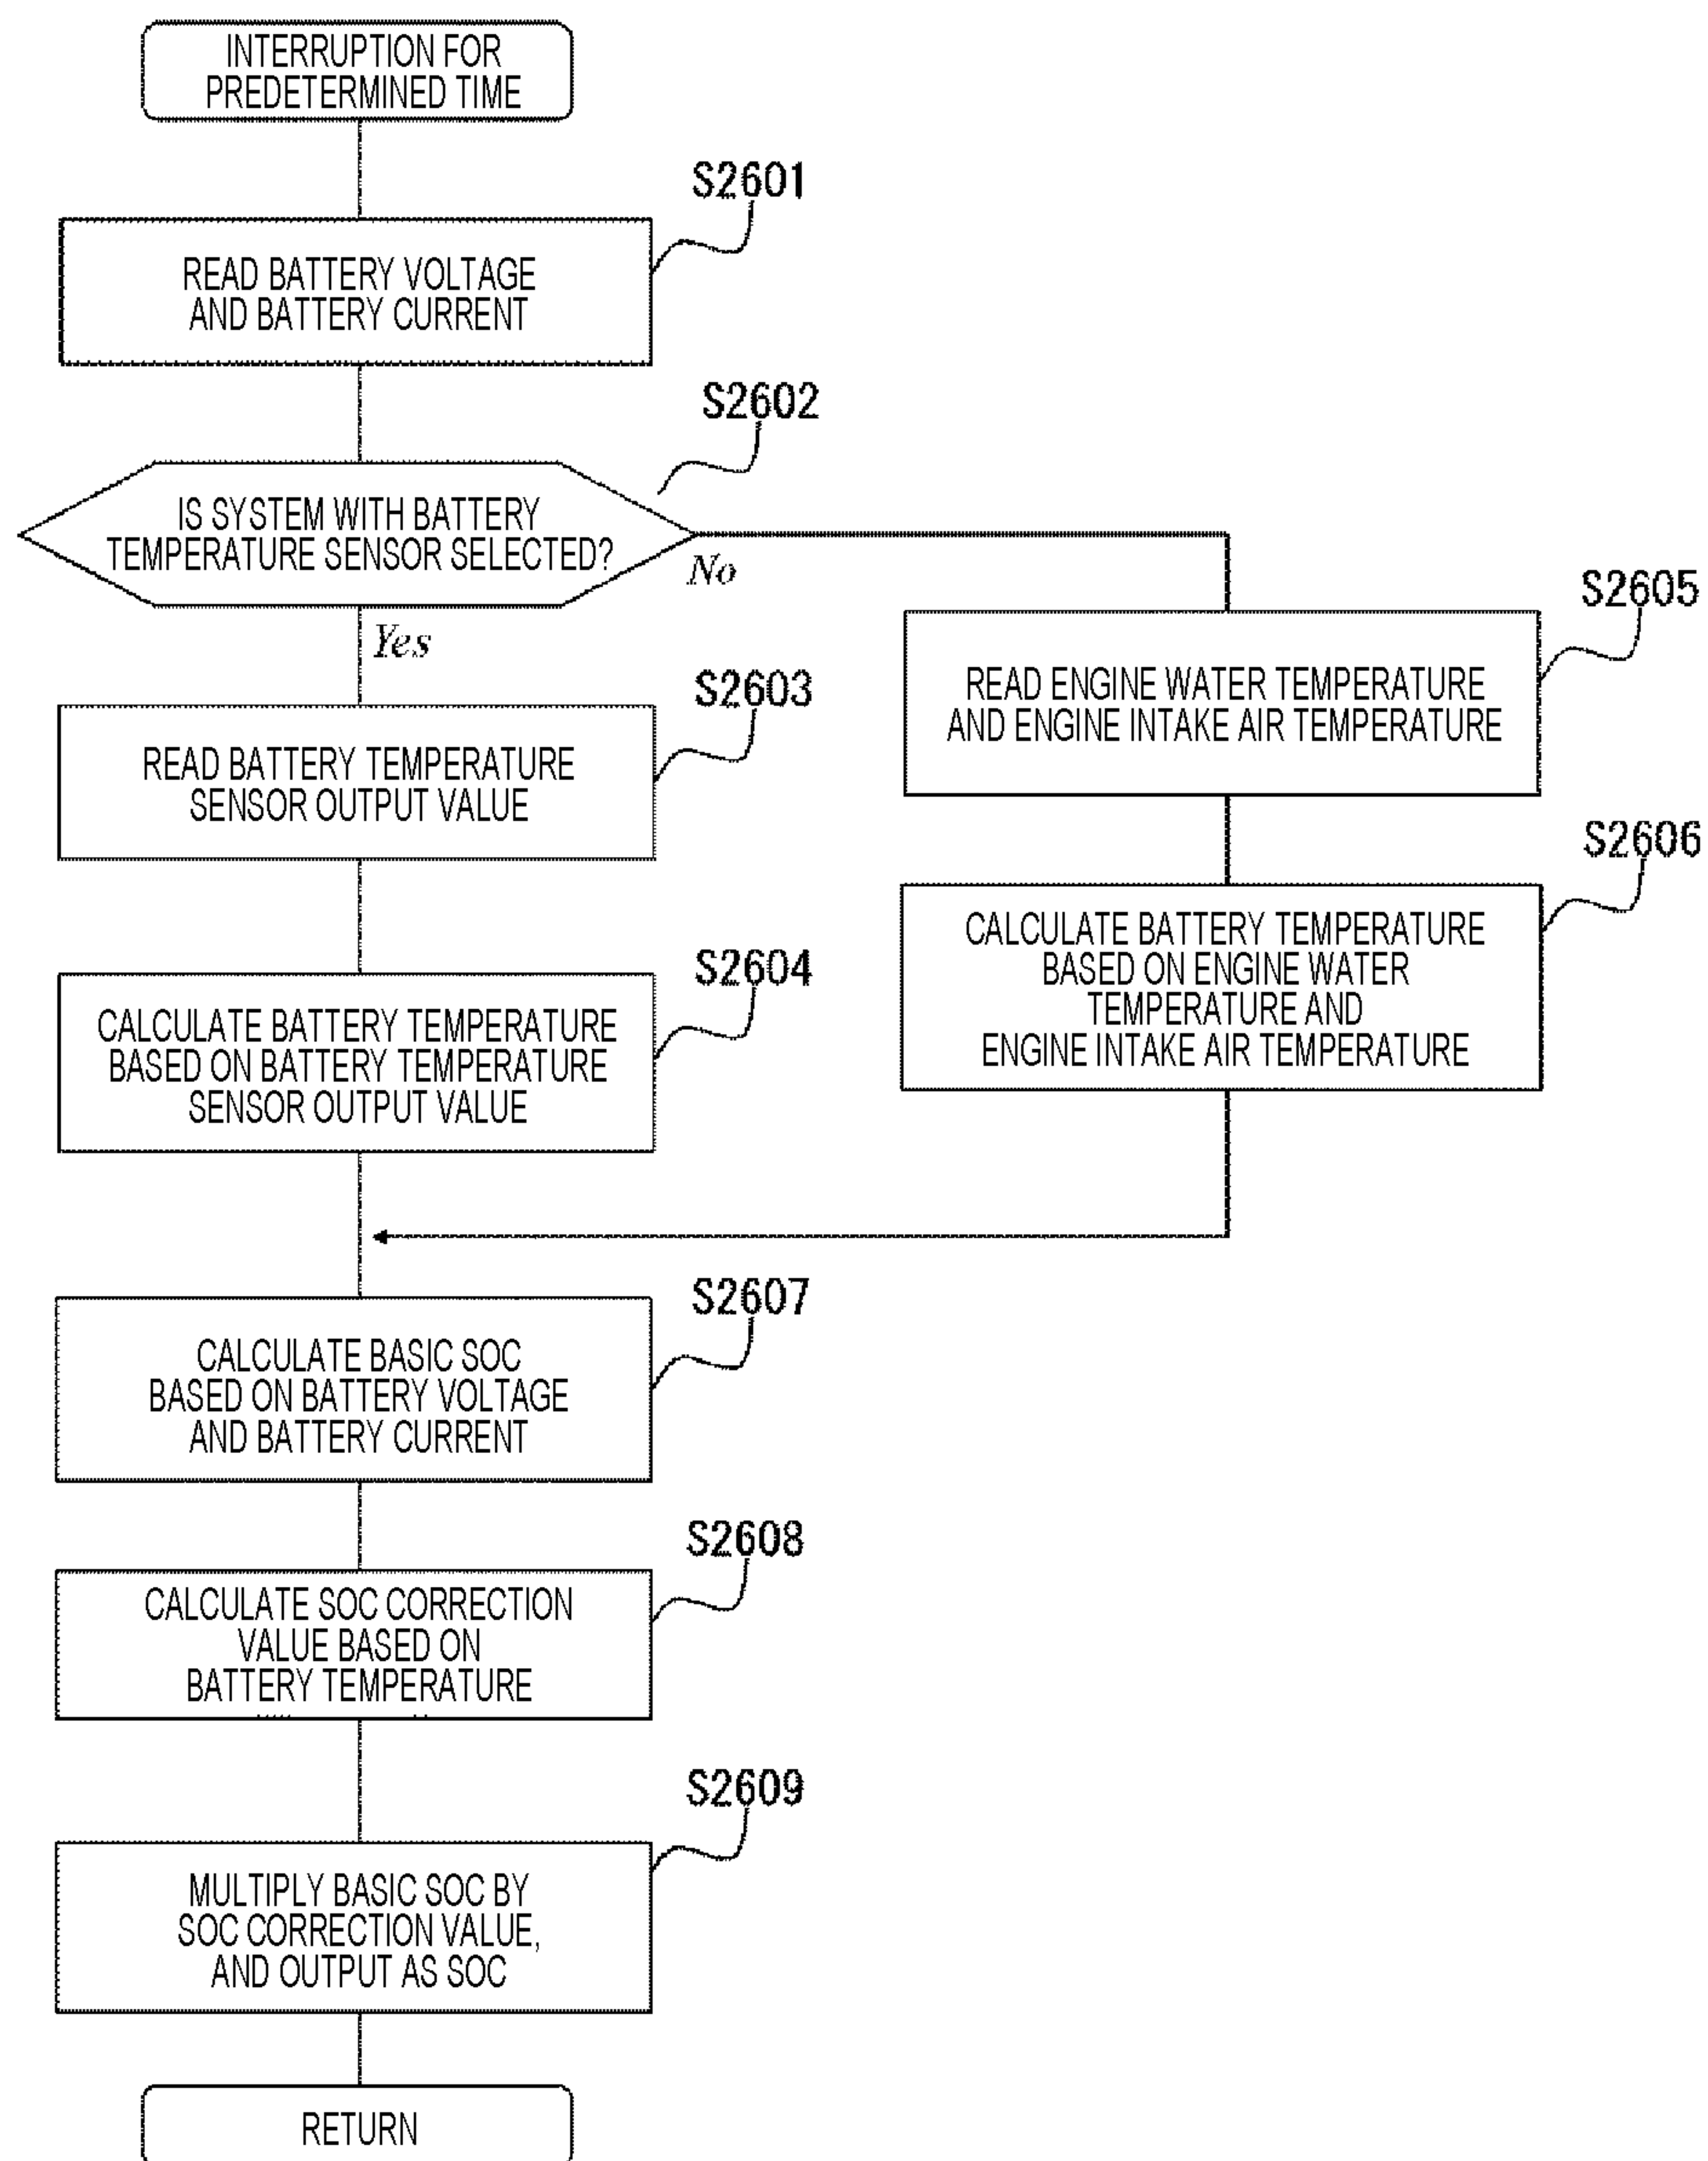 INTERRUPTION FOR
PREDETERMINED TIME
S2601
READ BATTERY VOLTAGE
AND BATTERY CURRENT
S2602
IS SYSTEM WITH BATTERY
TEMPERATURE SENSOR SELECTED?
No
Yes
S2603
READ BATTERY TEMPERATURE
SENSOR OUTPUT VALUE
S2604
CALCULATE BATTERY TEMPERATURE
BASED ON BATTERY TEMPERATURE
SENSOR OUTPUT VALUE
S2605
READ ENGINE WATER TEMPERATURE
AND ENGINE INTAKE AIR TEMPERATURE
S2606
CALCULATE BATTERY TEMPERATURE
BASED ON ENGINE WATER
TEMPERATURE AND
ENGINE INTAKE AIR TEMPERATURE
S2607
CALCULATE BASIC SOC
BASED ON BATTERY VOLTAGE
AND BATTERY CURRENT
S2608
CALCULATE SOC CORRECTION
VALUE BASED ON
BATTERY TEMPERATURE
S2609
MULTIPLY BASIC SOC BY
SOC CORRECTION VALUE,
AND OUTPUT AS SOC
RETURN